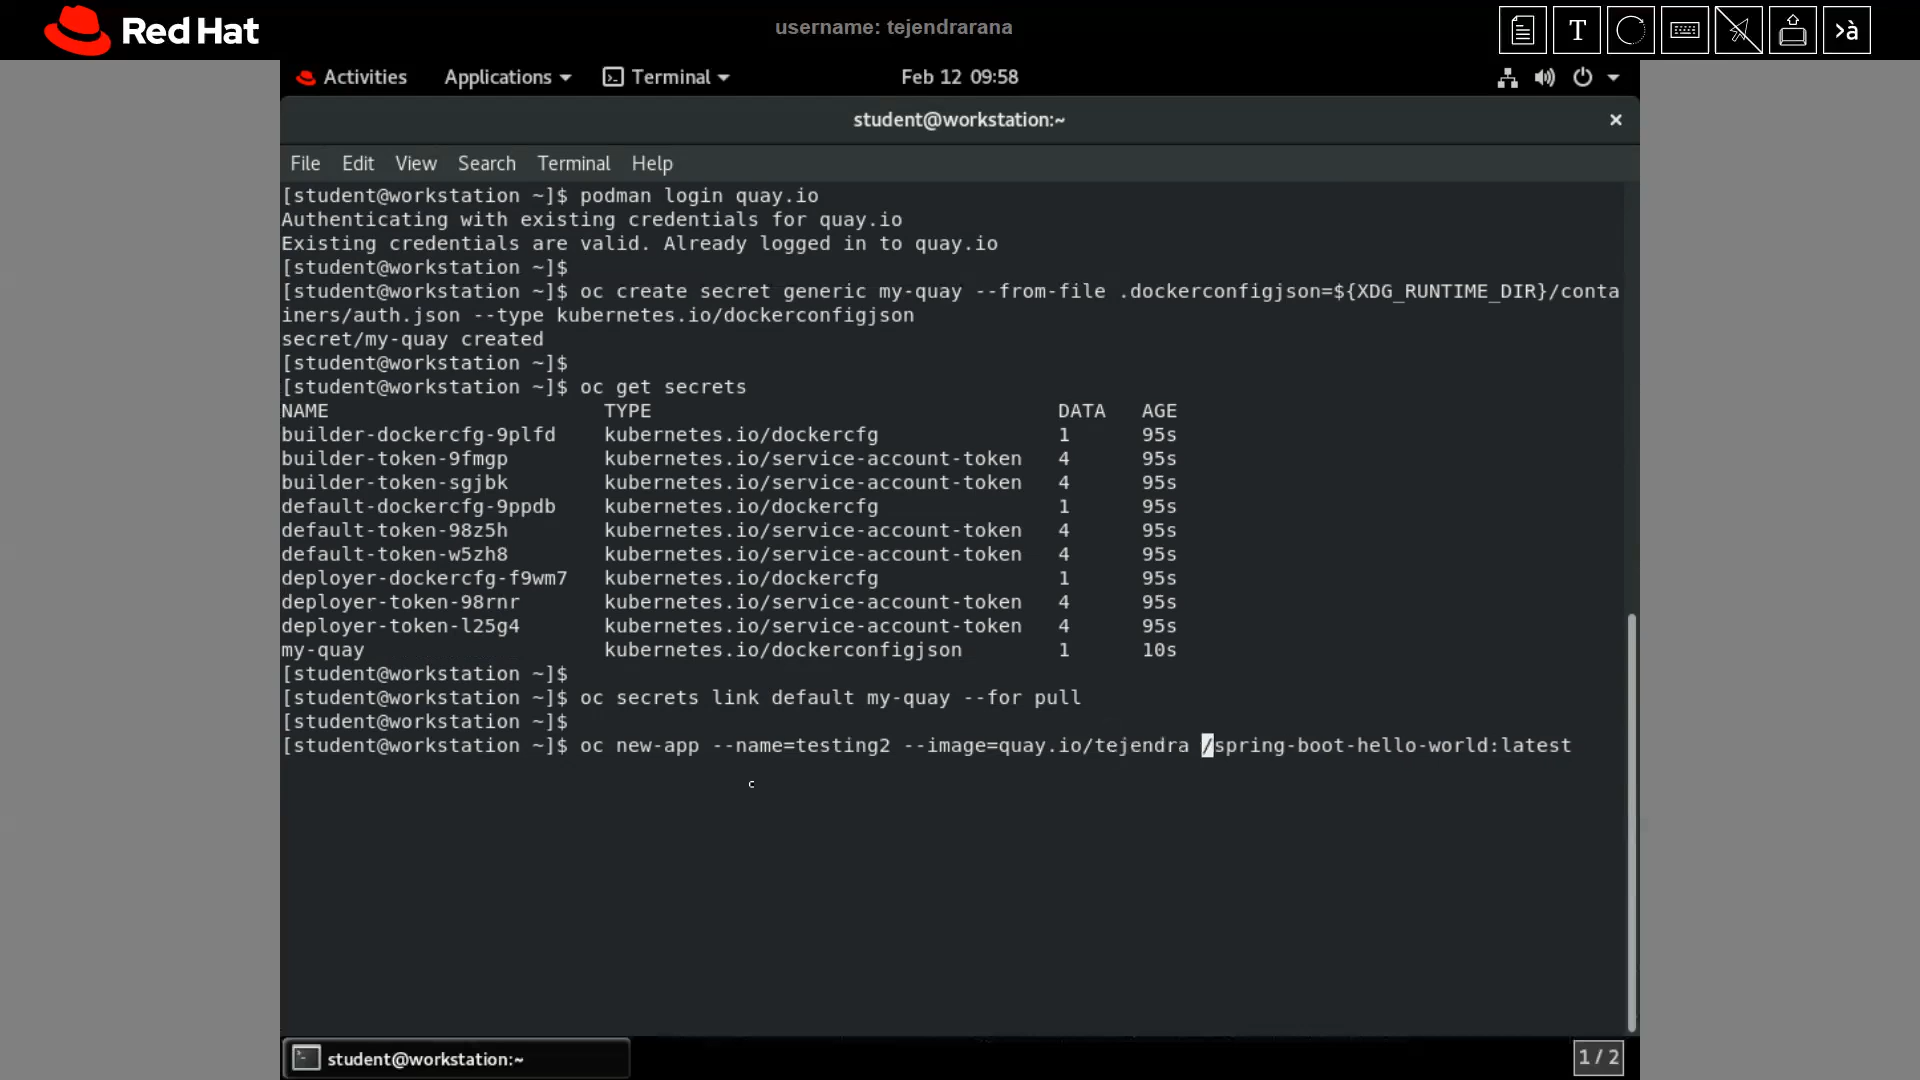 Red Hat
username: tejendrarana
T
>à
Activities Applications Terminal Feb 12 09:58
student@workstation:~ ×
File Edit View Search Terminal Help
[student@workstation ~]$ podman login quay.io
Authenticating with existing credentials for quay.io
Existing credentials are valid. Already logged in to quay.io
[student@workstation ~]$
[student@workstation ~]$ oc create secret generic my-quay --from-file .dockerconfigjson=${XDG_RUNTIME_DIR}/conta
iners/auth.json --type kubernetes.io/dockerconfigjson
secret/my-quay created
[student@workstation ~]$
[student@workstation ~]$ oc get secrets
NAME TYPE DATA AGE
builder-dockercfg-9plfd kubernetes.io/dockercfg 1 95s
builder-token-9fmgp kubernetes.io/service-account-token 4 95s
builder-token-sgjbk kubernetes.io/service-account-token 4 95s
default-dockercfg-9ppdb kubernetes.io/dockercfg 1 95s
default-token-98z5h kubernetes.io/service-account-token 4 95s
default-token-w5zh8 kubernetes.io/service-account-token 4 95s
deployer-dockercfg-f9wm7 kubernetes.io/dockercfg 1 95s
deployer-token-98rnr kubernetes.io/service-account-token 4 95s
deployer-token-l25g4 kubernetes.io/service-account-token 4 95s
my-quay kubernetes.io/dockerconfigjson 1 10s
[student@workstation ~]$
[student@workstation ~]$ oc secrets link default my-quay --for pull
[student@workstation ~]$
[student@workstation ~]$ oc new-app --name=testing2 --image=quay.io/tejendra /spring-boot-hello-world:latest
student@workstation:~ 1 / 2